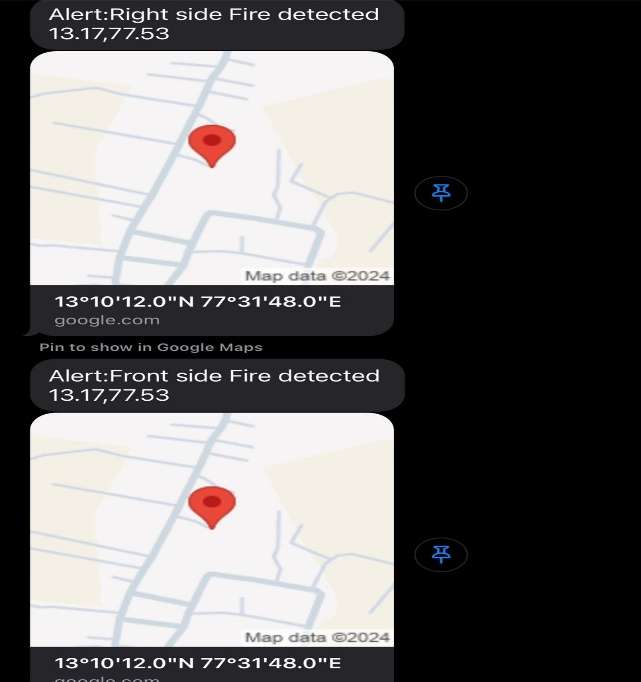 Alert:Right side Fire detected
13.17,77.53
Map data ©2024
13°10'12.0"N 77°31'48.0"E
google.com
Pin to show in Google Maps
Alert:Front side Fire detected
13.17,77.53
Map data ©2024
13°10'12.0"N 77°31'48.0"E
google.com